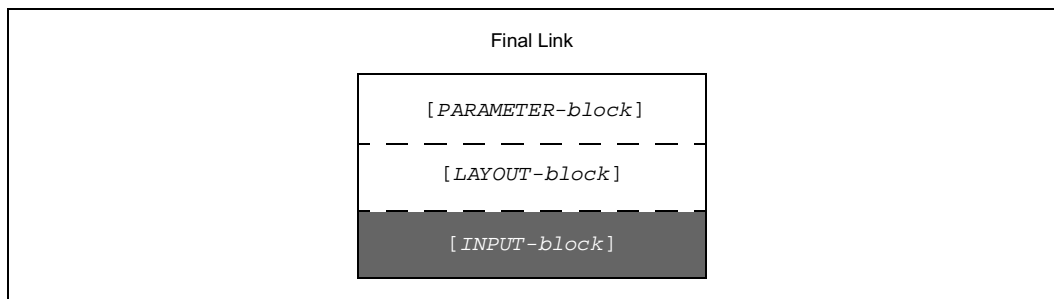 Final Link
[PARAMETER-block]
[LAYOUT-block]
[INPUT-block]